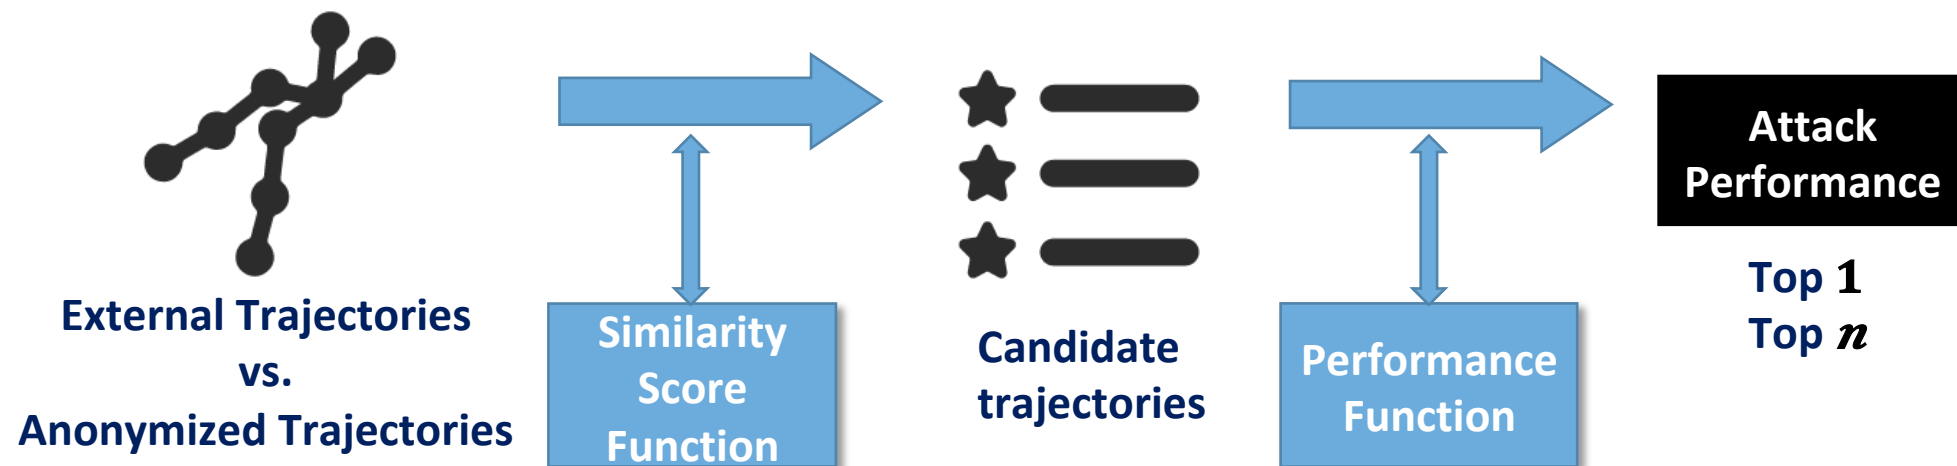 External Trajectories
vs.
Anonymized Trajectories
Similarity
Score
Function
Candidate
trajectories
Performance
Function
Attack
Performance
Top 1
Top n